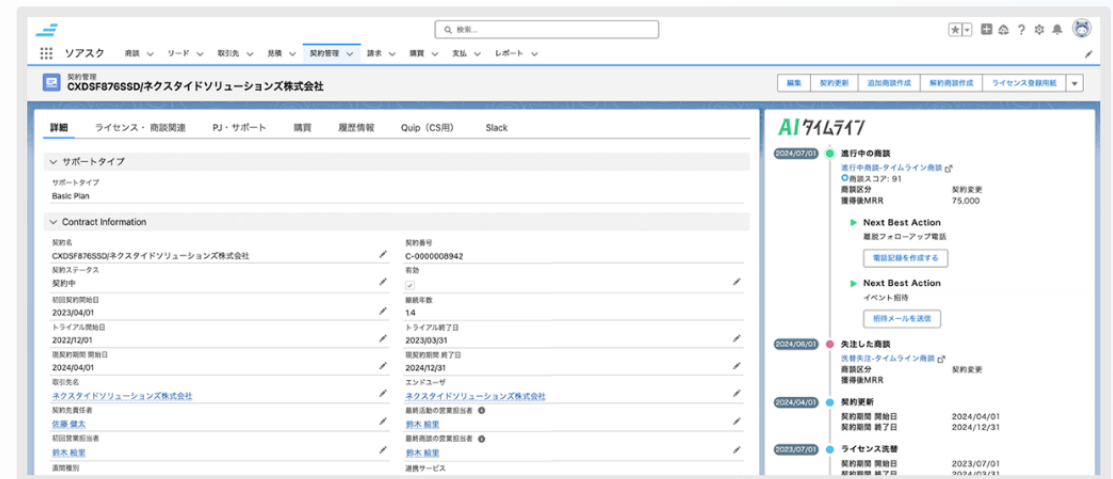 検索...
ソアスク 商談 リード 取引先 見積 契約管理 請求 購買 支払 レポート
契約管理
CXDSF876SSD/ネクスタイドソリューションズ株式会社
編集 契約更新 追加商談作成 解約商談作成 ライセンス登録用紙
詳細 ライセンス・商談関連 PJ・サポート 購買 履歴情報 Quip（CS用） Slack
サポートタイプ
サポートタイプ
Basic Plan
Contract Information
契約名 契約番号
CXDSF876SSD/ネクスタイドソリューションズ株式会社 C-0000008942
契約ステータス 有効
契約中
初回契約開始日 継続年数
2023/04/01 1.4
トライアル開始日 トライアル終了日
2022/12/01 2023/03/31
現契約期間 開始日 現契約期間 終了日
2024/04/01 2024/12/31
取引先名 エンドユーザ
ネクスタイドソリューションズ株式会社 ネクスタイドソリューションズ株式会社
契約先責任者 最終活動の営業担当者
佐藤 健太 鈴木 絵里
初回営業担当者 最終商談の営業担当者
鈴木 絵里 鈴木 絵里
直間種別 連携サービス
AI タイムライン
2024/07/01 進行中の商談
進行中商談-タイムライン商談
商談スコア: 91
商談区分 契約変更
獲得後MRR 75,000
Next Best Action
離脱フォローアップ電話
電話記録を作成する
Next Best Action
イベント招待
招待メールを送信
2024/06/01 失注した商談
洗替失注-タイムライン商談
商談区分 契約変更
獲得後MRR
2024/04/01 契約更新
契約期間 開始日 2024/04/01
契約期間 終了日 2024/12/31
2023/07/01 ライセンス洗替
契約期間 開始日 2023/07/01
契約期間 終了日 2024/03/31